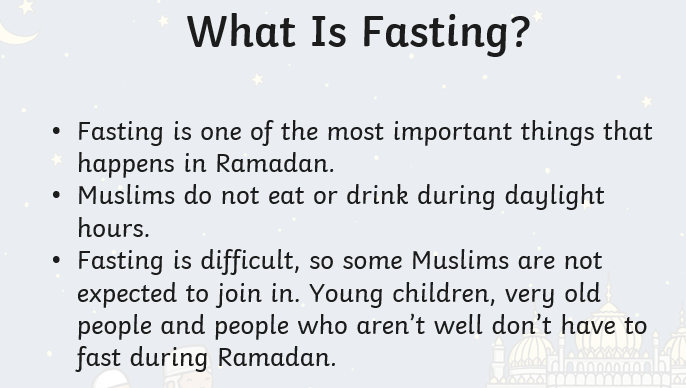 What Is Fasting?
• Fasting is one of the most important things that
happens in Ramadan.
• Muslims do not eat or drink during daylight
hours.
• Fasting is difficult, so some Muslims are not
expected to join in. Young children, very old
people and people who aren’t well don’t have to
fast during Ramadan.